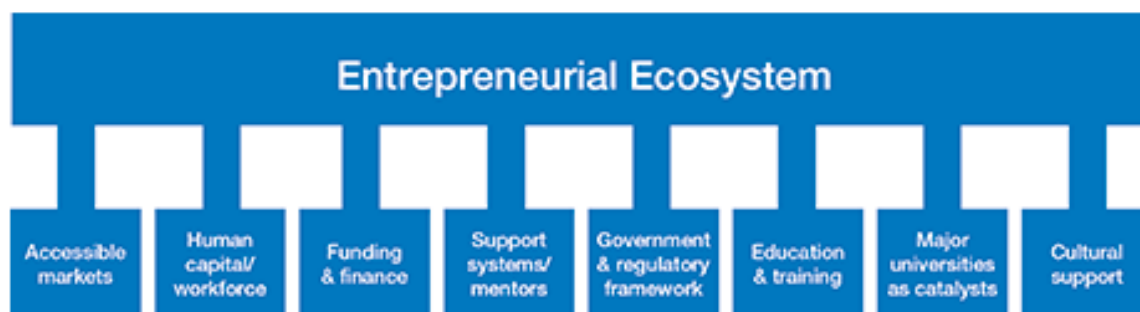 Entrepreneurial Ecosystem
Accessible
markets
Human
capital/
workforce
Funding
& finance
Support
systems/
mentors
Government
& regulatory
framework
Education
& training
Major
universities
as catalysts
Cultural
support